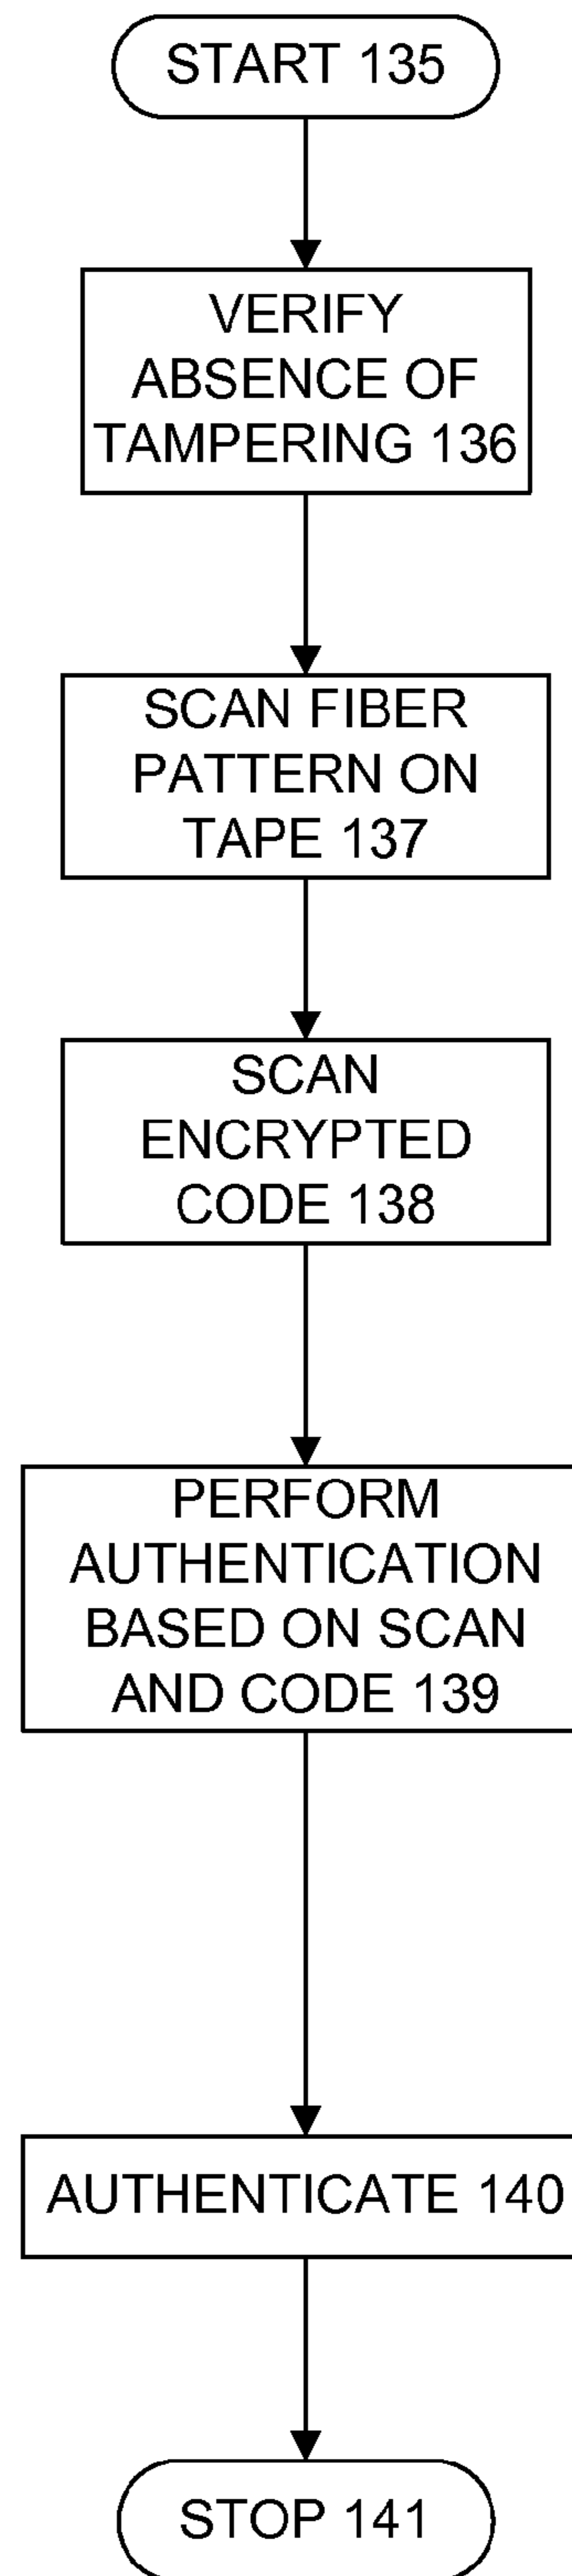 START 135
VERIFY
ABSENCE OF
TAMPERING 136
SCAN FIBER
PATTERN ON
TAPE 137
SCAN
ENCRYPTED
CODE 138
PERFORM
AUTHENTICATION
BASED ON SCAN
AND CODE 139
AUTHENTICATE 140
STOP 141